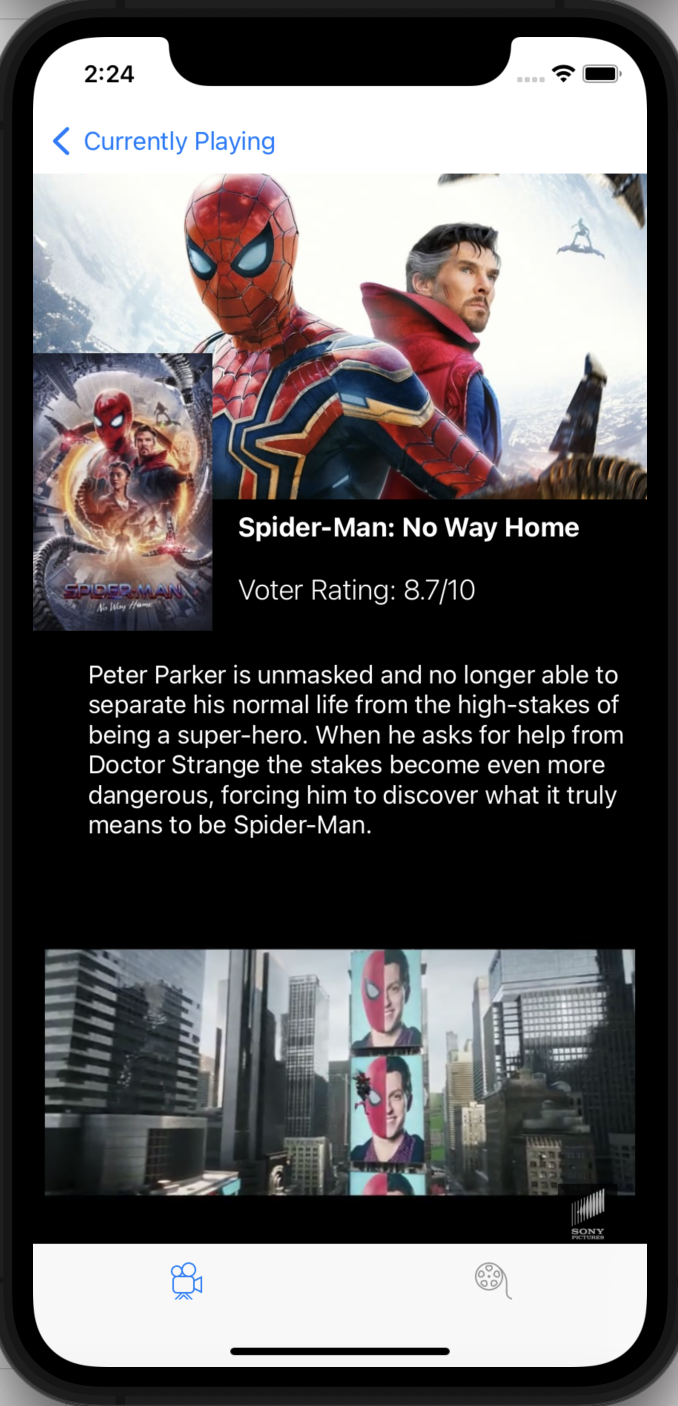 2:24
Currently Playing
SPIDER-MAN
No Way Home
Spider-Man: No Way Home
Voter Rating: 8.7/10
Peter Parker is unmasked and no longer able to
separate his normal life from the high-stakes of
being a super-hero. When he asks for help from
Doctor Strange the stakes become even more
dangerous, forcing him to discover what it truly
means to be Spider-Man.
SONY
PICTURES